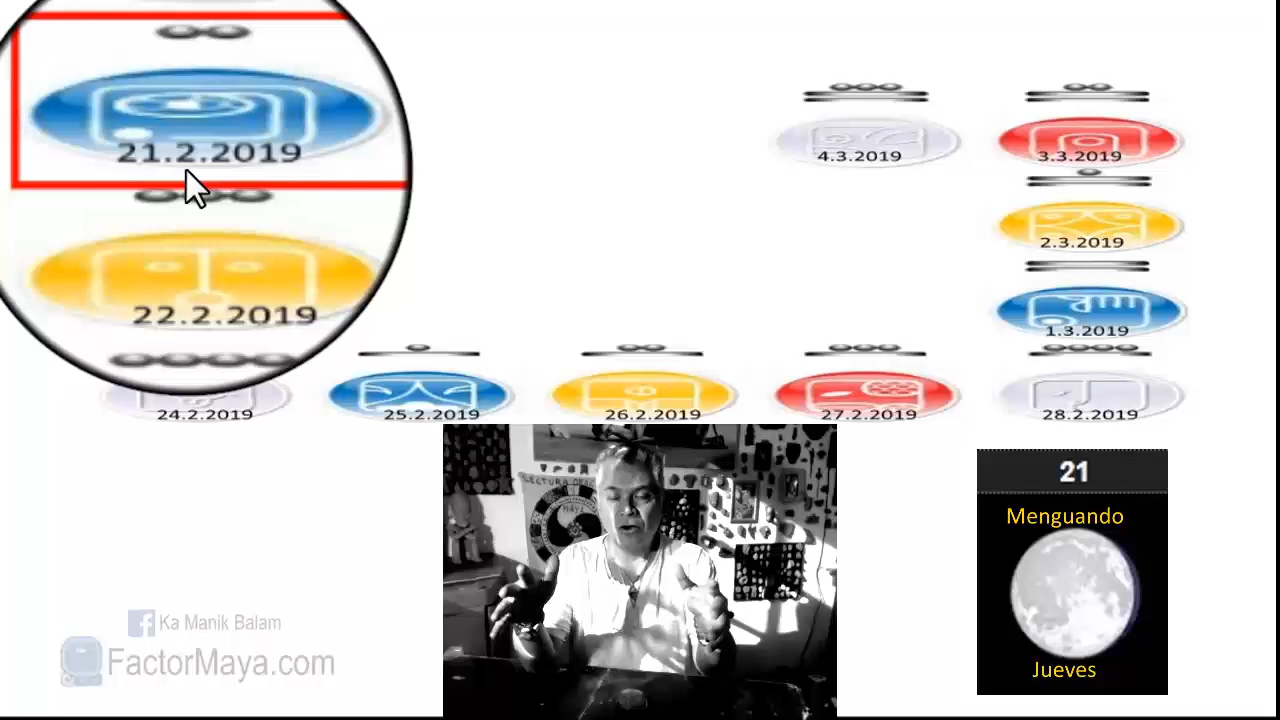 21.2.2019
22.2.2019
4.3.2019
3.3.2019
2.3.2019
1.3.2019
24.2.2019
25.2.2019
26.2.2019
27.2.2019
28.2.2019
LECTURA
MAYA
21
Menguando
Jueves
Ka Manik Balam
FactorMaya.com